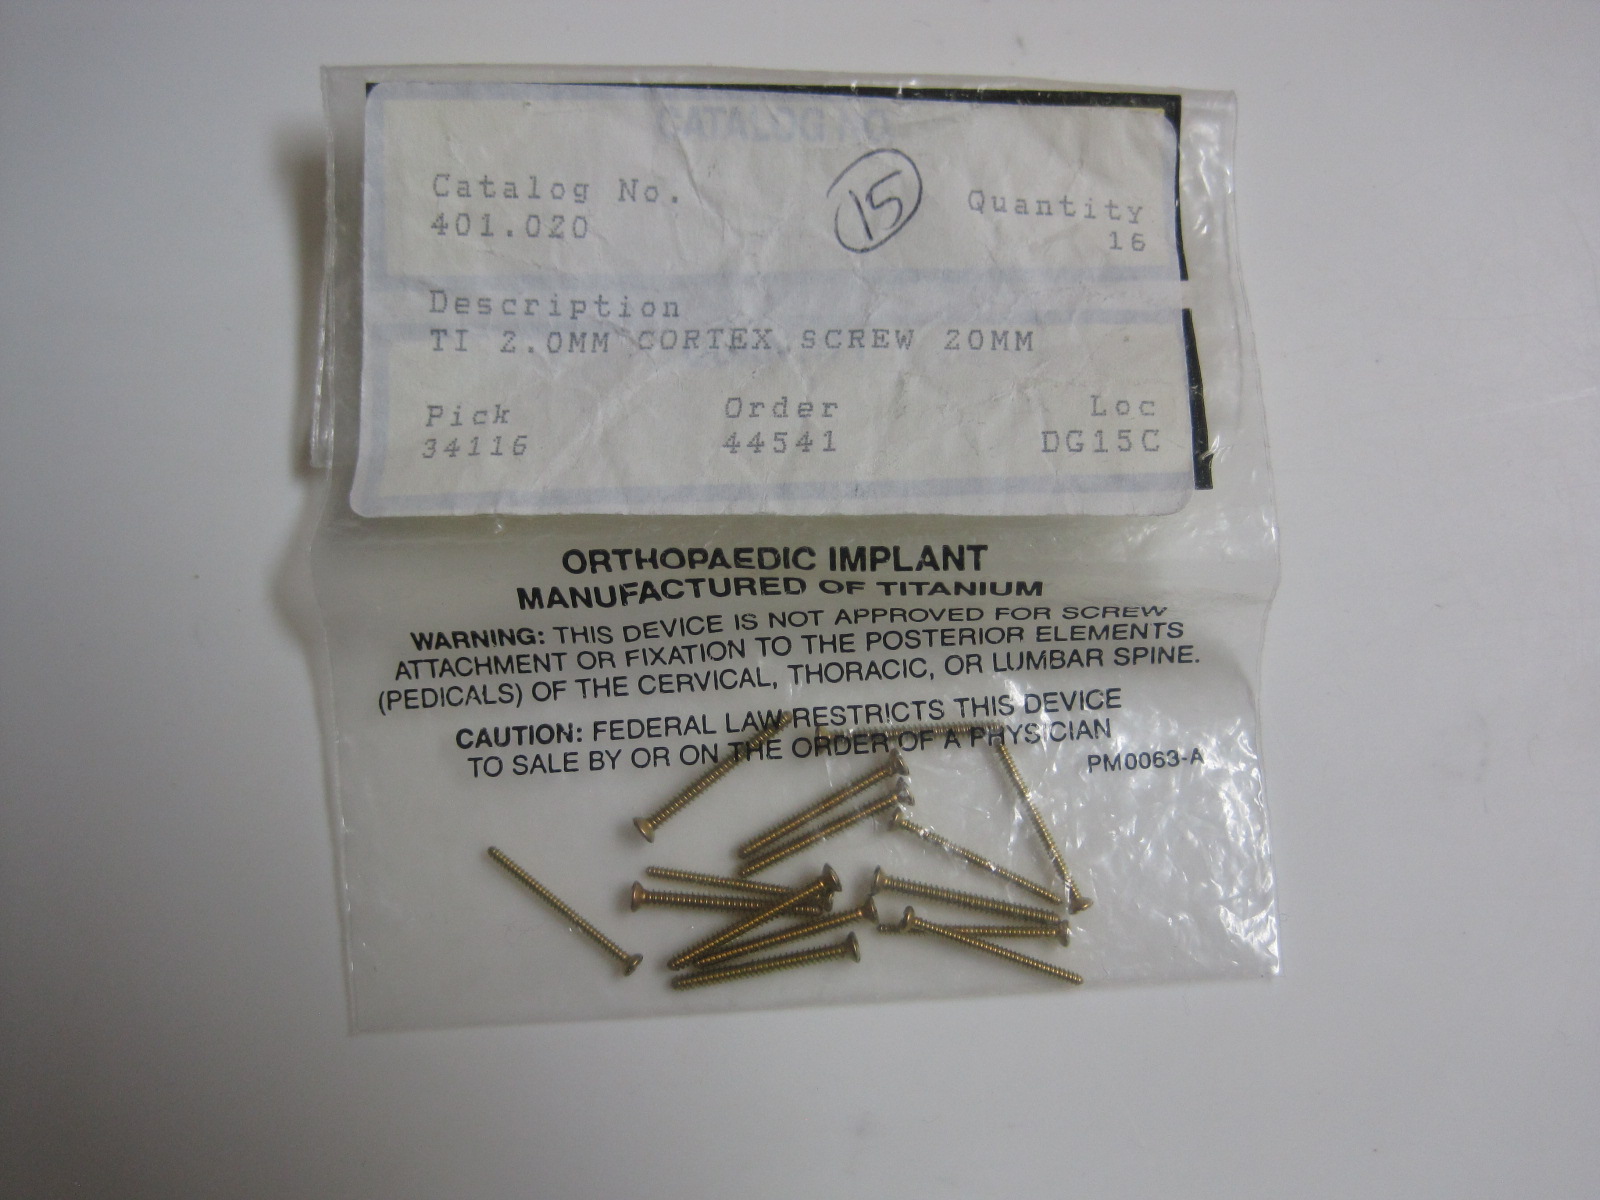 CATALOG NO
Catalog No.
401.020
15
Quantity
16
Description
TI 2.0MM CORTEX SCREW 20MM
Pick
34116
Order
44541
Loc
DG15C
ORTHOPAEDIC IMPLANT
MANUFACTURED OF TITANIUM
WARNING: THIS DEVICE IS NOT APPROVED FOR SCREW
ATTACHMENT OR FIXATION TO THE POSTERIOR ELEMENTS
(PEDICALS) OF THE CERVICAL, THORACIC, OR LUMBAR SPINE.
CAUTION: FEDERAL LAW RESTRICTS THIS DEVICE
TO SALE BY OR ON THE ORDER OF A PHYSICIAN
PM0063-A